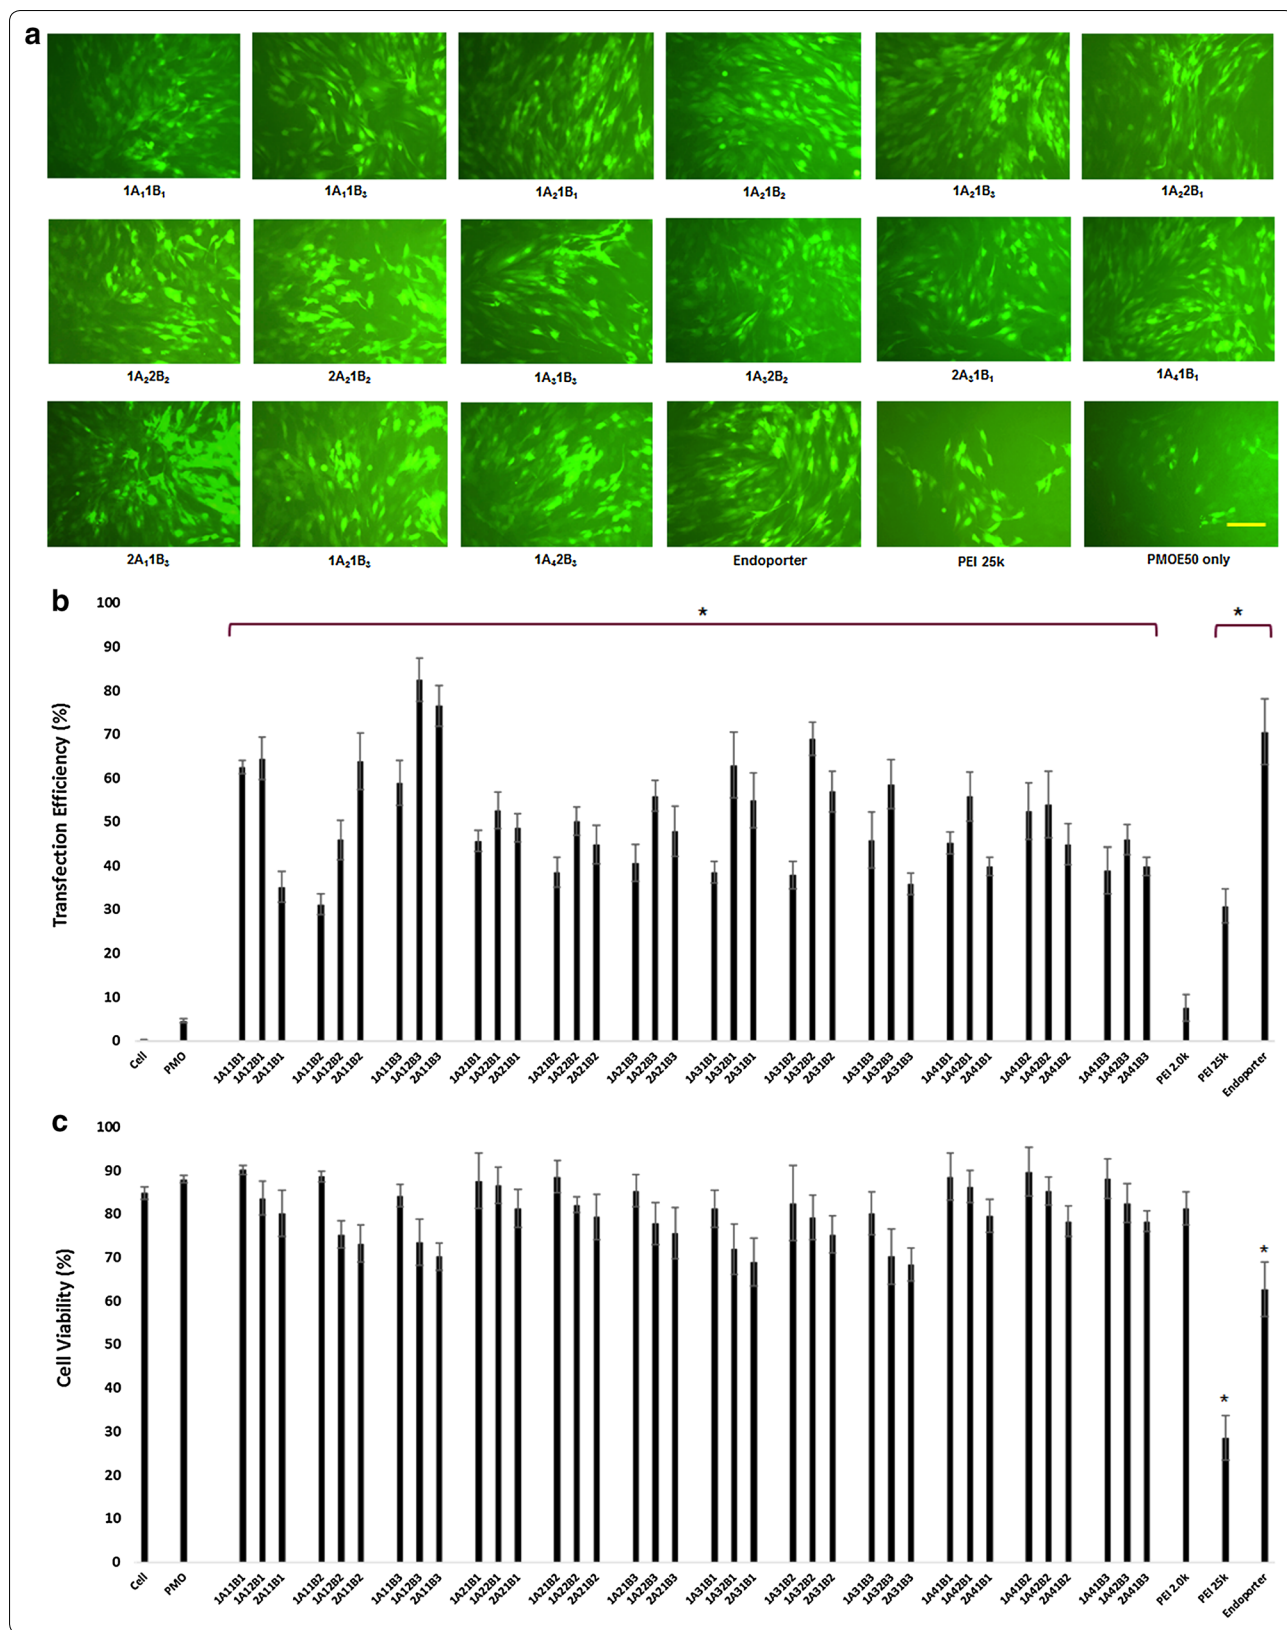 a
1A₁1B₁ 1A₁1B₃ 1A₂1B₁ 1A₂1B₂ 1A₂1B₃ 1A₂2B₁
1A₂2B₂ 2A₂1B₂ 1A₃1B₃ 1A₃2B₂ 2A₃1B₁ 1A₄1B₁
2A₁1B₃ 1A₂1B₃ 1A₄2B₃ Endoporter PEI 25k PMOE50 only
b
Transfection Efficiency (%)
100
90
80
70
60
50
40
30
20
10
0
*
*
Cell PMO 1A11B1 1A12B1 2A11B1 1A11B2 1A12B2 2A11B2 1A11B3 1A12B3 2A11B3 1A21B1 1A22B1 2A21B1 1A21B2 1A22B2 2A21B2 1A21B3 1A22B3 2A21B3 1A31B1 1A32B1 2A31B1 1A31B2 1A32B2 2A31B2 1A31B3 1A32B3 2A31B3 1A41B1 1A42B1 2A41B1 1A41B2 1A42B2 2A41B2 1A41B3 1A42B3 2A41B3 PEI 2.0k PEI 25k Endoporter
c
Cell Viability (%)
100
90
80
70
60
50
40
30
20
10
0
*
*
Cell PMO 1A11B1 1A12B1 2A11B1 1A11B2 1A12B2 2A11B2 1A11B3 1A12B3 2A11B3 1A21B1 1A22B1 2A21B1 1A21B2 1A22B2 2A21B2 1A21B3 1A22B3 2A21B3 1A31B1 1A32B1 2A31B1 1A31B2 1A32B2 2A31B2 1A31B3 1A32B3 2A31B3 1A41B1 1A42B1 2A41B1 1A41B2 1A42B2 2A41B2 1A41B3 1A42B3 2A41B3 PEI 2.0k PEI 25k Endoporter